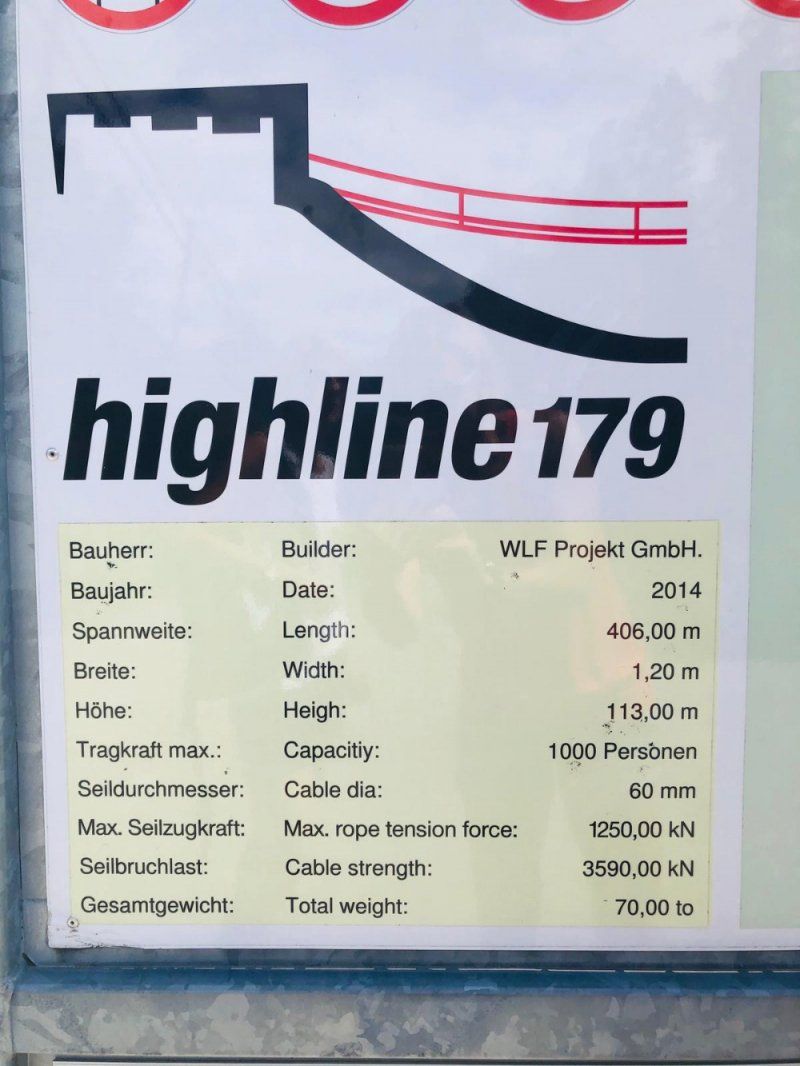 highline179
Bauherr: Builder: WLF Projekt GmbH.
Baujahr: Date: 2014
Spannweite: Length: 406,00 m
Breite: Width: 1,20 m
Höhe: Heigh: 113,00 m
Tragkraft max.: Capacitiy: 1000 Personen
Seildurchmesser: Cable dia: 60 mm
Max. Seilzugkraft: Max. rope tension force: 1250,00 kN
Seilbruchlast: Cable strength: 3590,00 kN
Gesamtgewicht: Total weight: 70,00 to